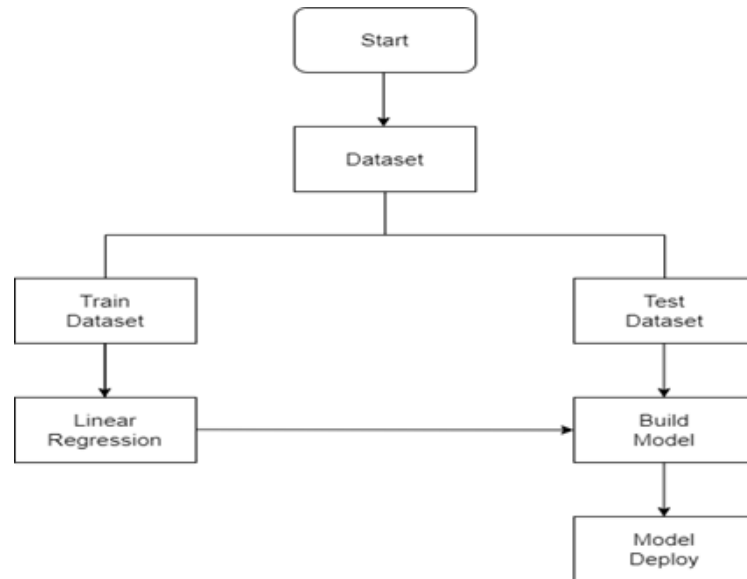 Start
Dataset
Train
Dataset
Test
Dataset
Linear
Regression
Build
Model
Model
Deploy